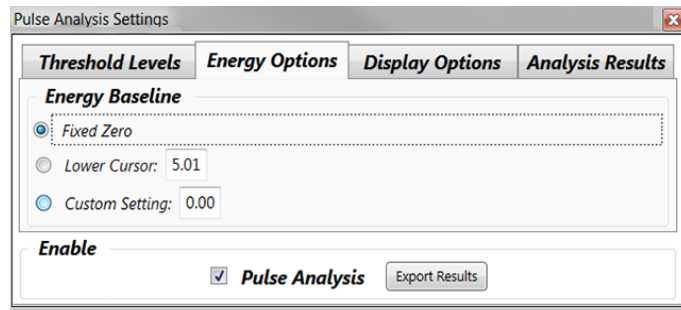 Pulse Analysis Settings
Threshold Levels Energy Options Display Options Analysis Results
Energy Baseline
Fixed Zero
Lower Cursor: 5.01
Custom Setting: 0.00
Enable
Pulse Analysis Export Results